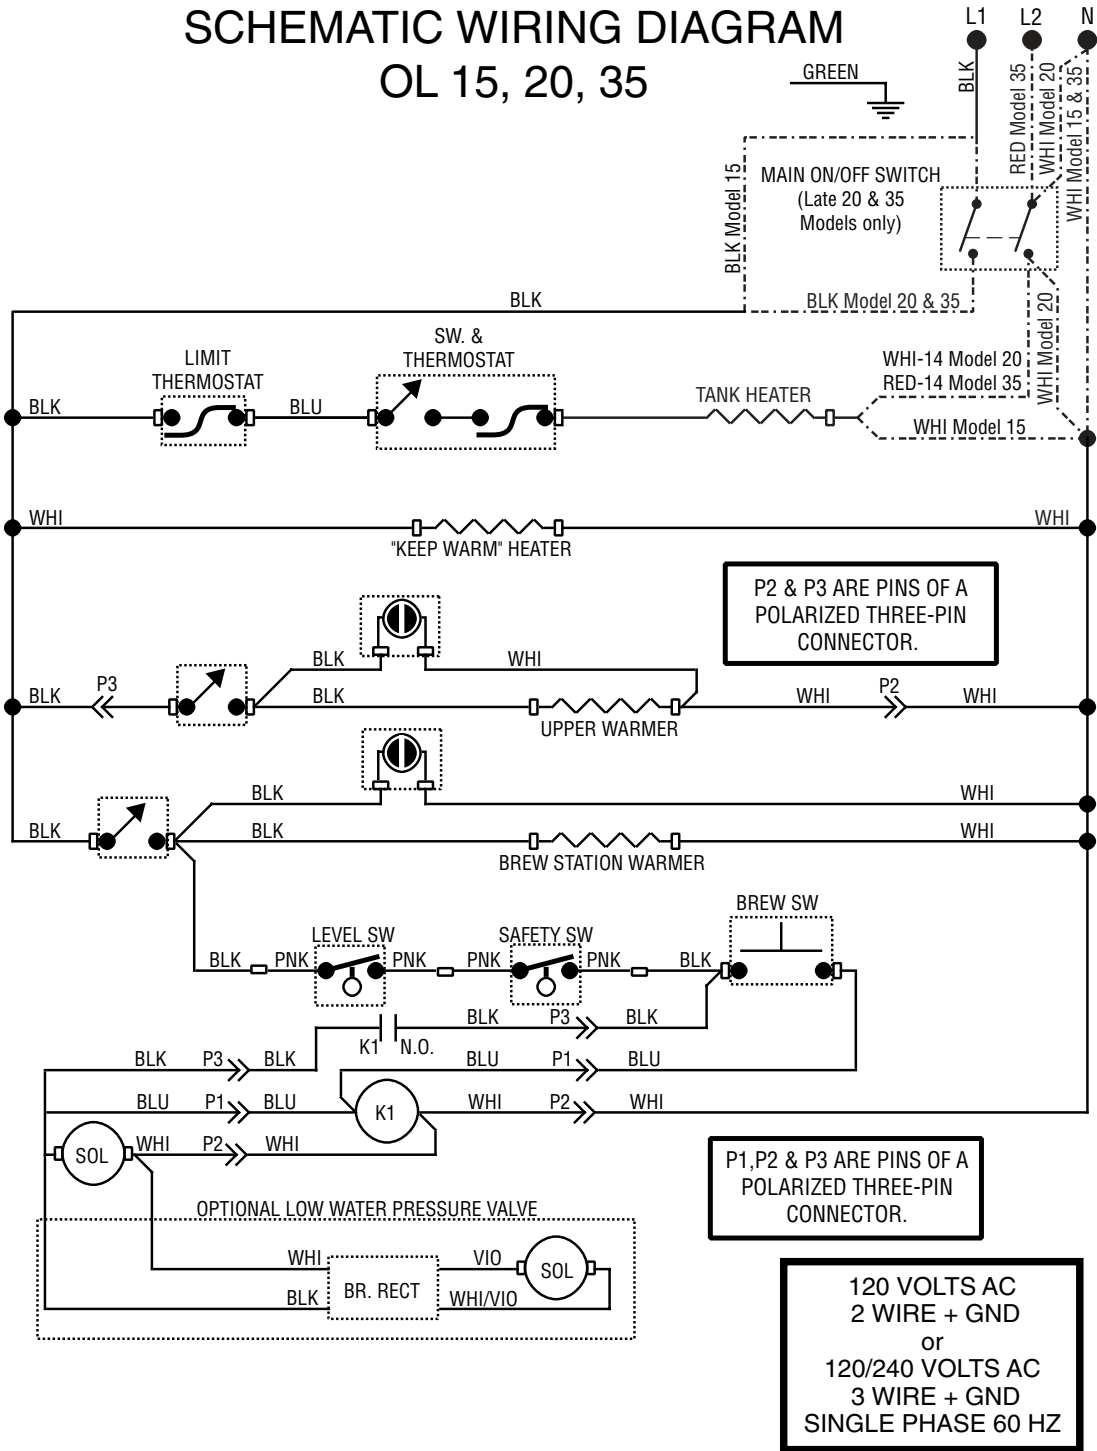 SCHEMATIC WIRING DIAGRAM
OL 15, 20, 35
L1
L2
N
GREEN
BLK
RED Model 35
WHI Model 20
WHI Model 15 & 35
BLK Model 15
MAIN ON/OFF SWITCH
(Late 20 & 35
Models only)
BLK
BLK Model 20 & 35
WHI Model 20
LIMIT
THERMOSTAT
SW. &
THERMOSTAT
WHI-14 Model 20
RED-14 Model 35
TANK HEATER
BLK
BLU
WHI Model 15
WHI
WHI
"KEEP WARM" HEATER
P2 & P3 ARE PINS OF A
POLARIZED THREE-PIN
CONNECTOR.
BLK
WHI
BLK
P3
BLK
WHI
P2
WHI
UPPER WARMER
BLK
WHI
BLK
BLK
WHI
BREW STATION WARMER
BREW SW
LEVEL SW
SAFETY SW
BLK
PNK
PNK
PNK
PNK
BLK
K1
N.O.
BLK
P3
BLK
BLK
P3
BLK
BLU
P1
BLU
BLU
P1
BLU
K1
WHI
P2
WHI
SOL
WHI
P2
WHI
P1,P2 & P3 ARE PINS OF A
POLARIZED THREE-PIN
CONNECTOR.
OPTIONAL LOW WATER PRESSURE VALVE
WHI
BLK
BR. RECT
VIO
WHI/VIO
SOL
120 VOLTS AC
2 WIRE + GND
or
120/240 VOLTS AC
3 WIRE + GND
SINGLE PHASE 60 HZ